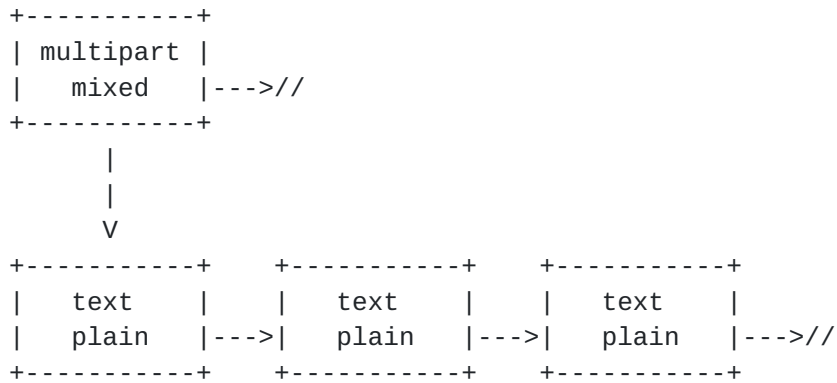 +-----------+
| multipart |
|   mixed   |--->//
+-----------+
      |
      |
      V
+-----------+    +-----------+    +-----------+
|   text    |    |   text    |    |   text    |
|   plain   |--->|   plain   |--->|   plain   |--->//
+-----------+    +-----------+    +-----------+